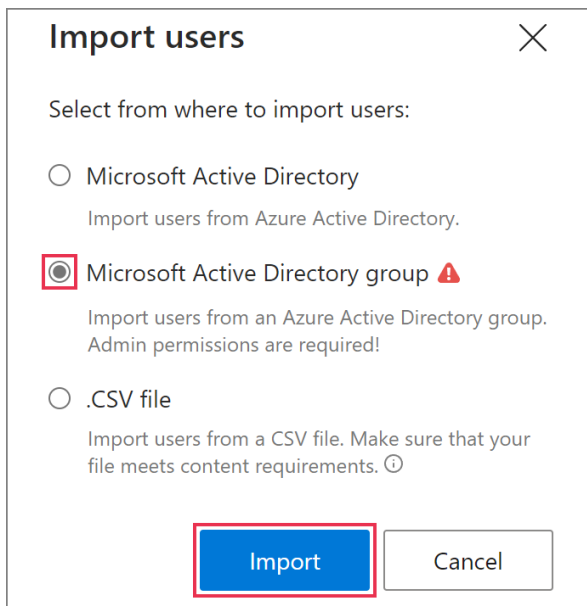 Import users
Select from where to import users:
Microsoft Active Directory
Import users from Azure Active Directory.
Microsoft Active Directory group
Import users from an Azure Active Directory group.
Admin permissions are required!
.CSV file
Import users from a CSV file. Make sure that your
file meets content requirements.
Import
Cancel